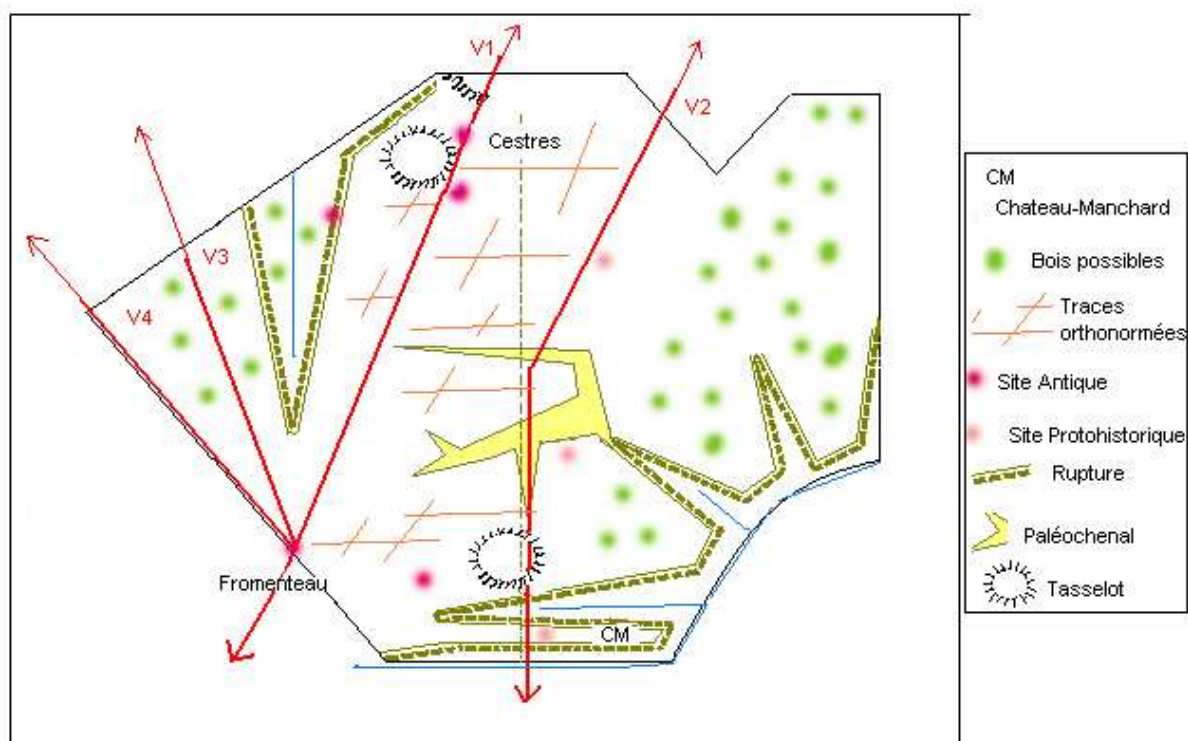 V1
V2
Cestres
V3
V4
Fromenteau
CM
CM
Chateau-Manchard
Bois possibles
Traces
orthonormées
Site Antique
Site Protohistorique
Rupture
Paléochenal
Tasselot